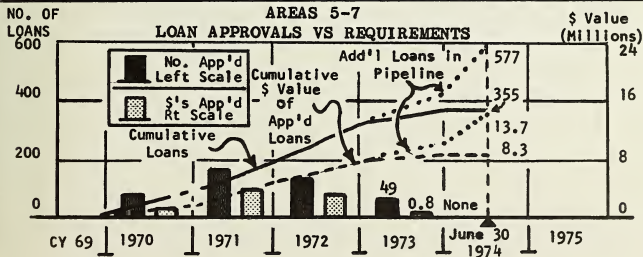 AREAS 5-7
LOAN APPROVALS VS REQUIREMENTS
NO. OF
LOANS
$ Value
(Millions)
600
400
200
0
24
16
8
0
No. App'd
Left Scale
$'s App'd
Rt Scale
Cumulative
Loans
Cumulative
$ Value
of
App'd
Loans
Add'l Loans in
Pipeline
577
355
13.7
8.3
49
0.8
None
CY 69
1970
1971
1972
1973
June 30
1974
1975